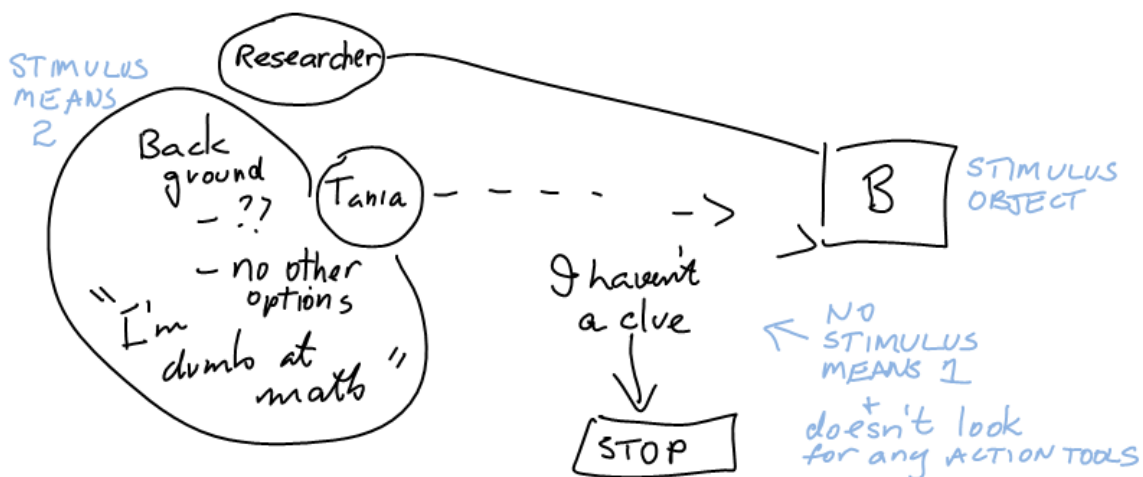 Researcher
STIMULUS
MEANS
2
Back
ground
- ??
- no other
options
"I'm
dumb at
math"
Tania
B
STIMULUS
OBJECT
I haven't
a clue
STOP
NO
STIMULUS
MEANS 1
+
doesn't look
for any ACTION TOOLS